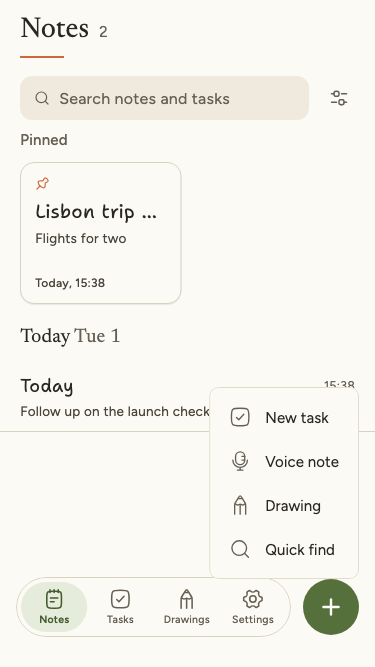 Notes 2
Search notes and tasks
Pinned
Lisbon trip ...
Flights for two
Today, 15:38
Today Tue 1
Today 15:38
Follow up on the launch check
New task
Voice note
Drawing
Quick find
Notes Tasks Drawings Settings